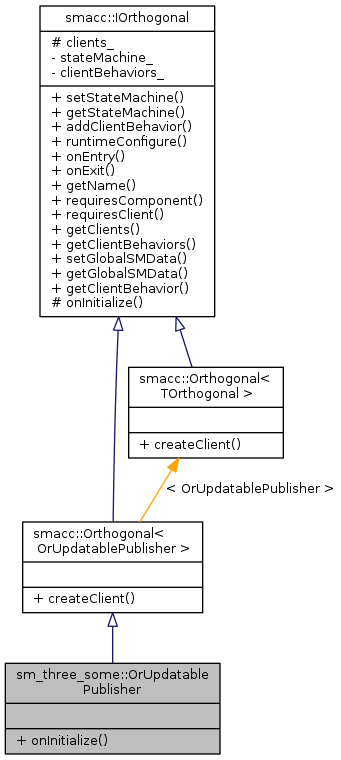 smacc::IOrthogonal
# clients_
- stateMachine_
- clientBehaviors_
+ setStateMachine()
+ getStateMachine()
+ addClientBehavior()
+ runtimeConfigure()
+ onEntry()
+ onExit()
+ getName()
+ requiresComponent()
+ requiresClient()
+ getClients()
+ getClientBehaviors()
+ setGlobalSMData()
+ getGlobalSMData()
+ getClientBehavior()
# onInitialize()
smacc::Orthogonal<
TOrthogonal >
+ createClient()
< OrUpdatablePublisher >
smacc::Orthogonal<
OrUpdatablePublisher >
+ createClient()
sm_three_some::OrUpdatable
Publisher
+ onInitialize()